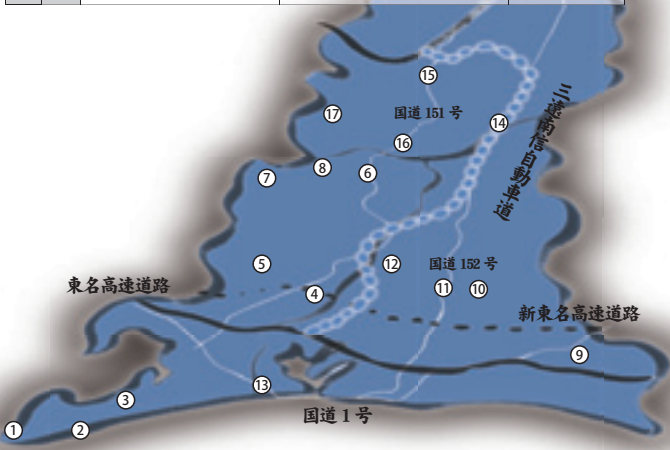 ⑮
⑰
国道 151 号
⑭
三遠南信自動車道
⑯
⑧
⑥
⑦
⑤
⑫
国道 152 号
東名高速道路
④
⑪
⑩
新東名高速道路
⑨
⑬
③
国道 1 号
①
②